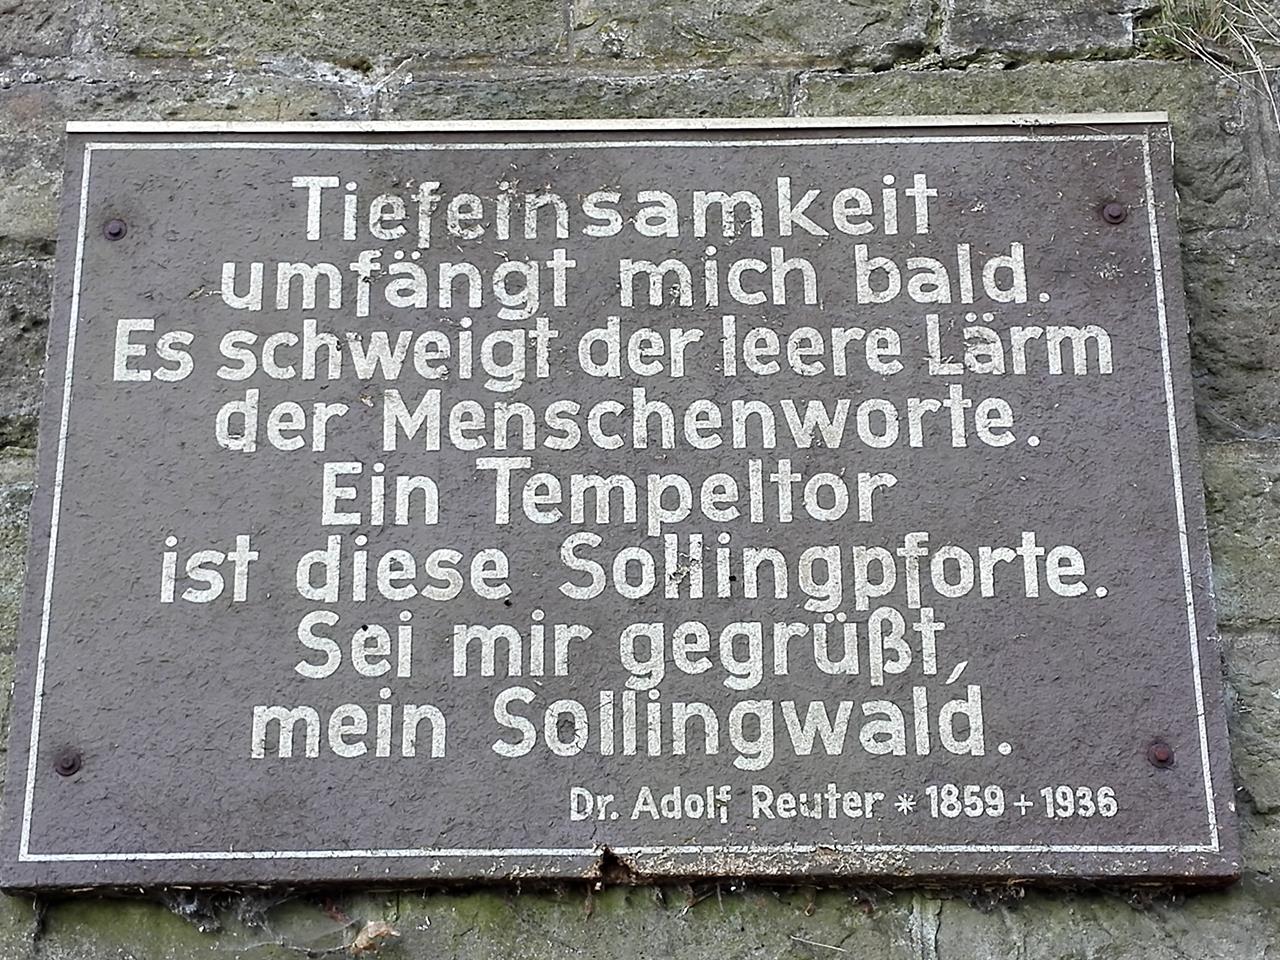 Tiefeinsamkeit
umfängt mich bald.
Es schweigt der leere Lärm
der Menschenworte.
Ein Tempeltor
ist diese Sollingpforte.
Sei mir gegrüßt,
mein Sollingwald.
Dr. Adolf Reuter * 1859 + 1936